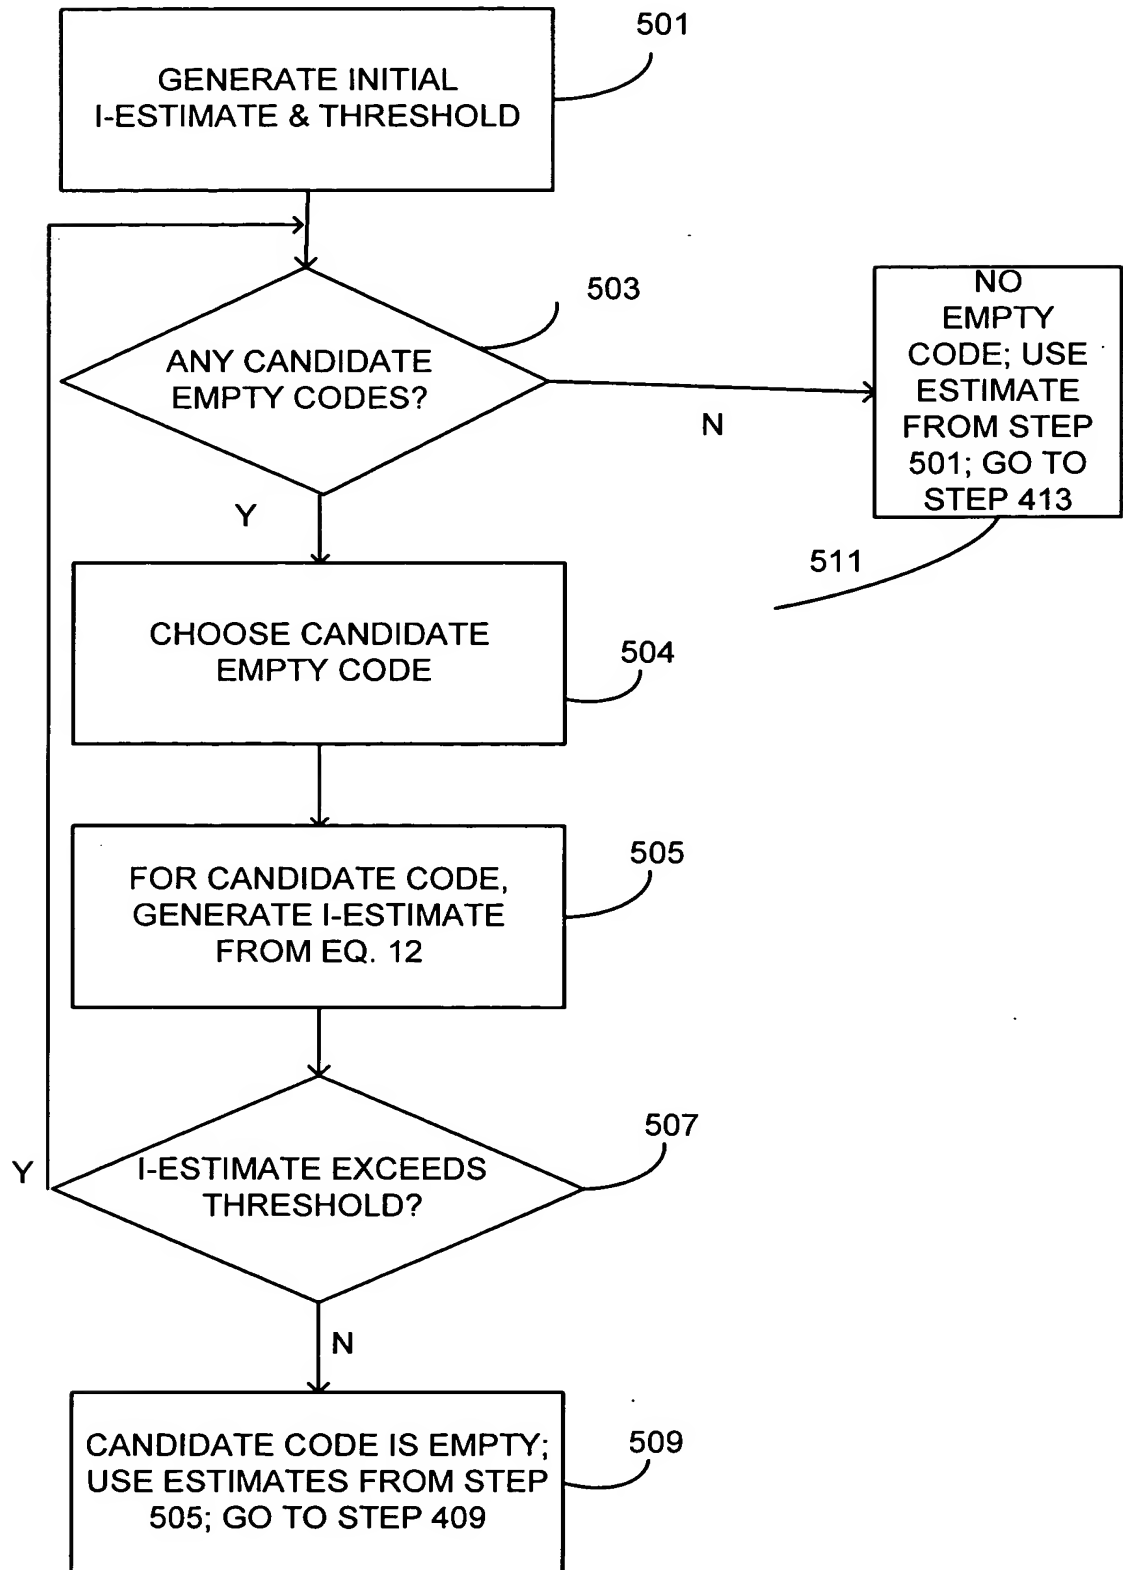 501
GENERATE INITIAL
I-ESTIMATE & THRESHOLD
503
ANY CANDIDATE
EMPTY CODES?
N
NO
EMPTY
CODE; USE
ESTIMATE
FROM STEP
501; GO TO
STEP 413
511
Y
CHOOSE CANDIDATE
EMPTY CODE
504
FOR CANDIDATE CODE,
GENERATE I-ESTIMATE
FROM EQ. 12
505
I-ESTIMATE EXCEEDS
THRESHOLD?
507
Y
N
CANDIDATE CODE IS EMPTY;
USE ESTIMATES FROM STEP
505; GO TO STEP 409
509